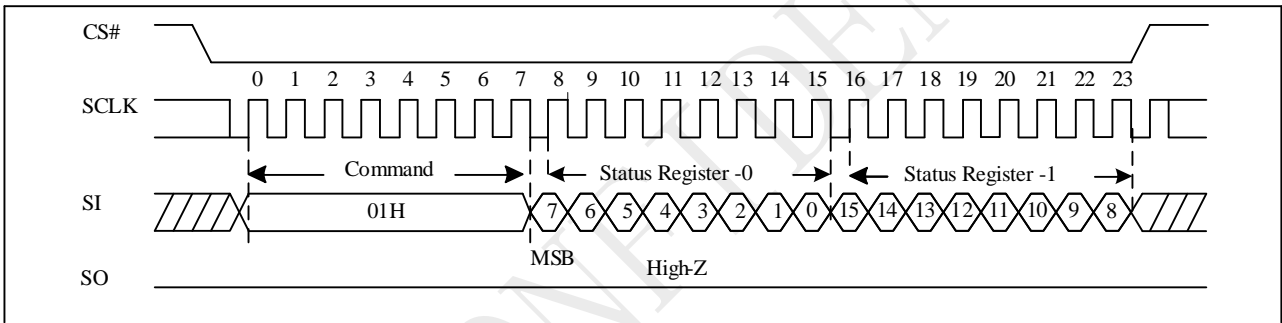 CS#
0 1 2 3 4 5 6 7 8 9 10 11 12 13 14 15 16 17 18 19 20 21 22 23
SCLK
Command Status Register -0 Status Register -1
SI 01H 7 6 5 4 3 2 1 0 15 14 13 12 11 10 9 8
MSB High-Z
SO